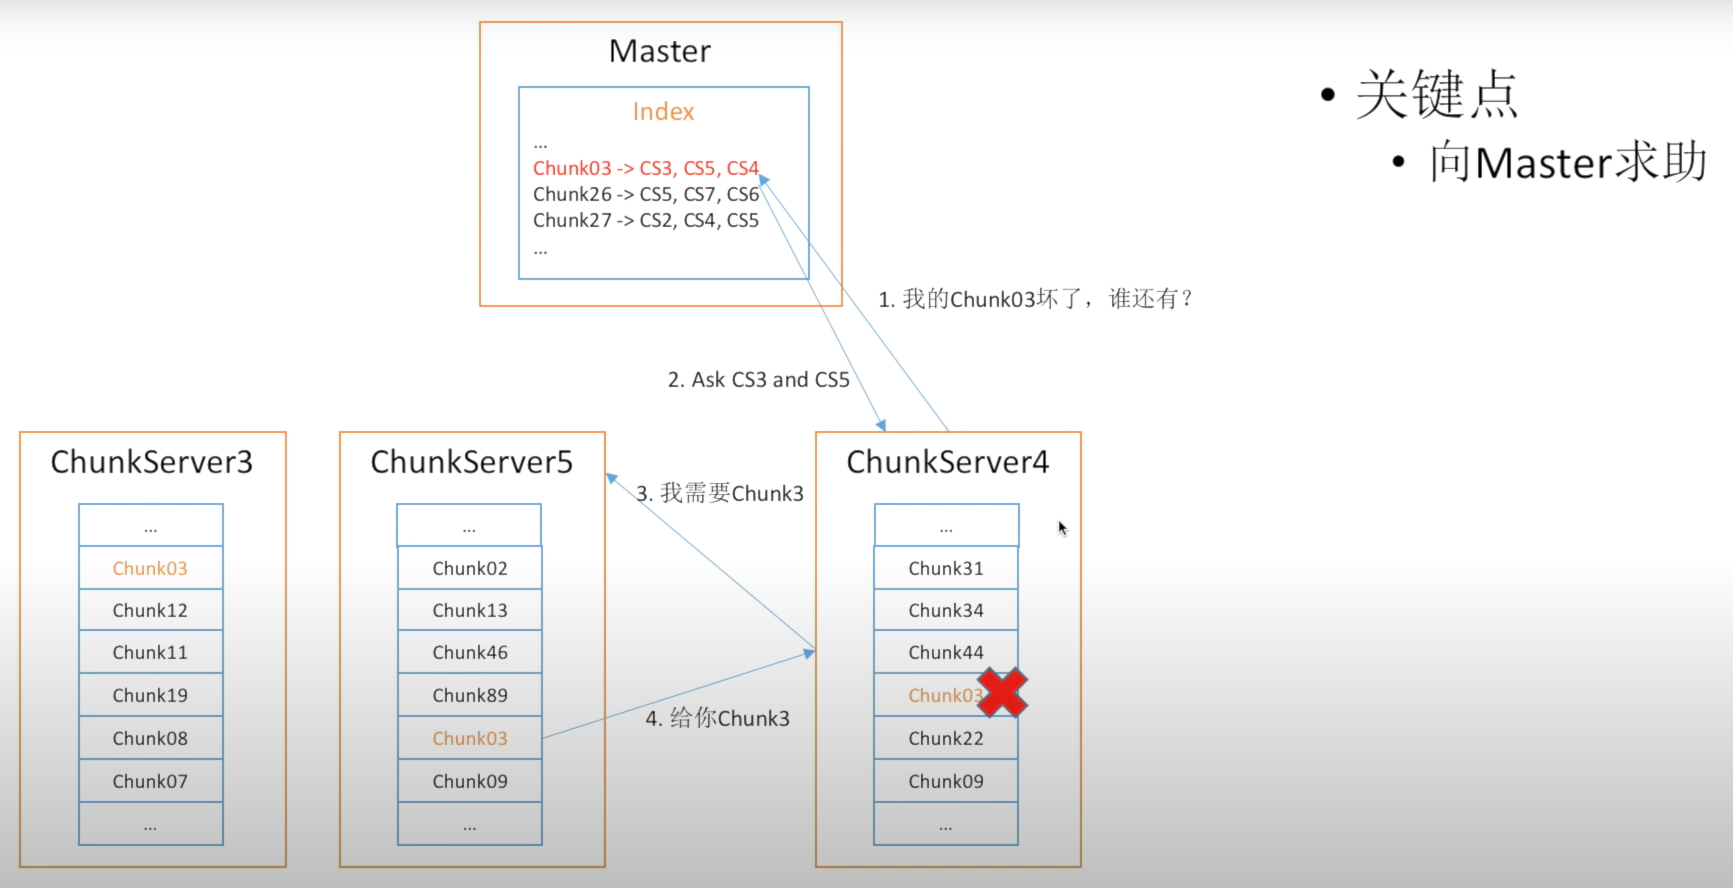 Master
Index
...
Chunk03 -> CS3, CS5, CS4
Chunk26 -> CS5, CS7, CS6
Chunk27 -> CS2, CS4, CS5
...
• 关键点
• 向Master求助
1. 我的Chunk03坏了，谁还有？
2. Ask CS3 and CS5
ChunkServer3
...
Chunk03
Chunk12
Chunk11
Chunk19
Chunk08
Chunk07
...
ChunkServer5
...
Chunk02
Chunk13
Chunk46
Chunk89
Chunk03
Chunk09
...
3. 我需要Chunk3
4. 给你Chunk3
ChunkServer4
...
Chunk31
Chunk34
Chunk44
Chunk03
Chunk22
Chunk09
...